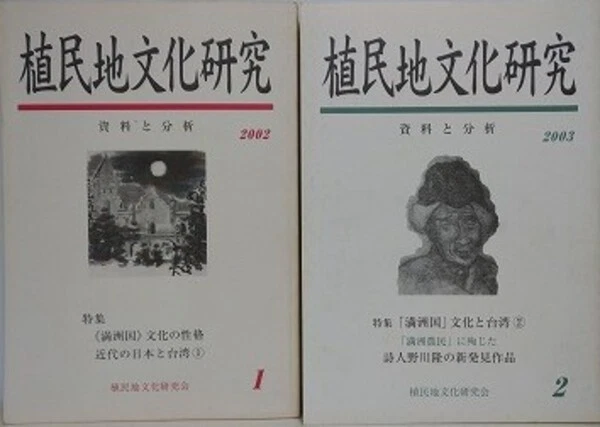 植民地文化研究
資料と分析
2002
特集
《満洲国》文化の性格
近代の日本と台湾①
1
植民地文化研究会
植民地文化研究
資料と分析
2003
特集「満洲国」文化と台湾②
「満洲農民」に殉じた
詩人野川隆の新発見作品
2
植民地文化研究会